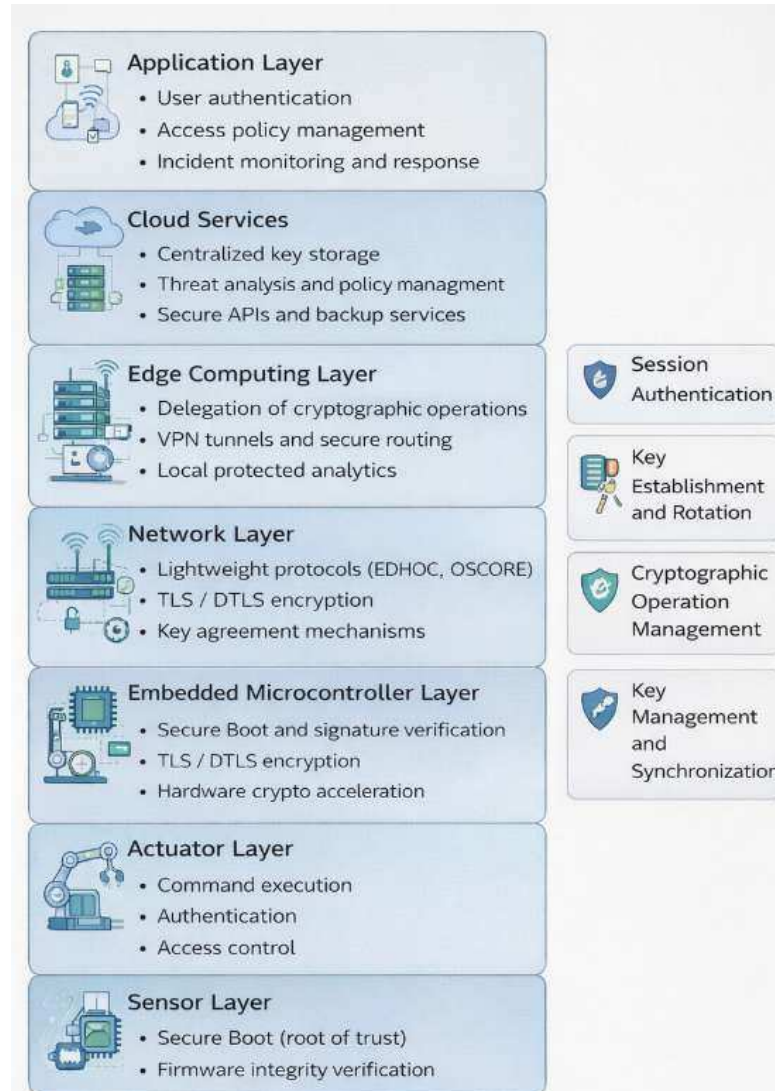 Application Layer
• User authentication
• Access policy management
• Incident monitoring and response
Cloud Services
• Centralized key storage
• Threat analysis and policy managment
• Secure APIs and backup services
Edge Computing Layer
• Delegation of cryptographic operations
• VPN tunnels and secure routing
• Local protected analytics
Network Layer
• Lightweight protocols (EDHOC, OSCORE)
• TLS / DTLS encryption
• Key agreement mechanisms
Embedded Microcontroller Layer
• Secure Boot and signature verification
• TLS / DTLS encryption
• Hardware crypto acceleration
Actuator Layer
• Command execution
• Authentication
• Access control
Sensor Layer
• Secure Boot (root of trust)
• Firmware integrity verification
Session
Authentication
Key
Establishment
and Rotation
Cryptographic
Operation
Management
Key
Management
and
Synchronization